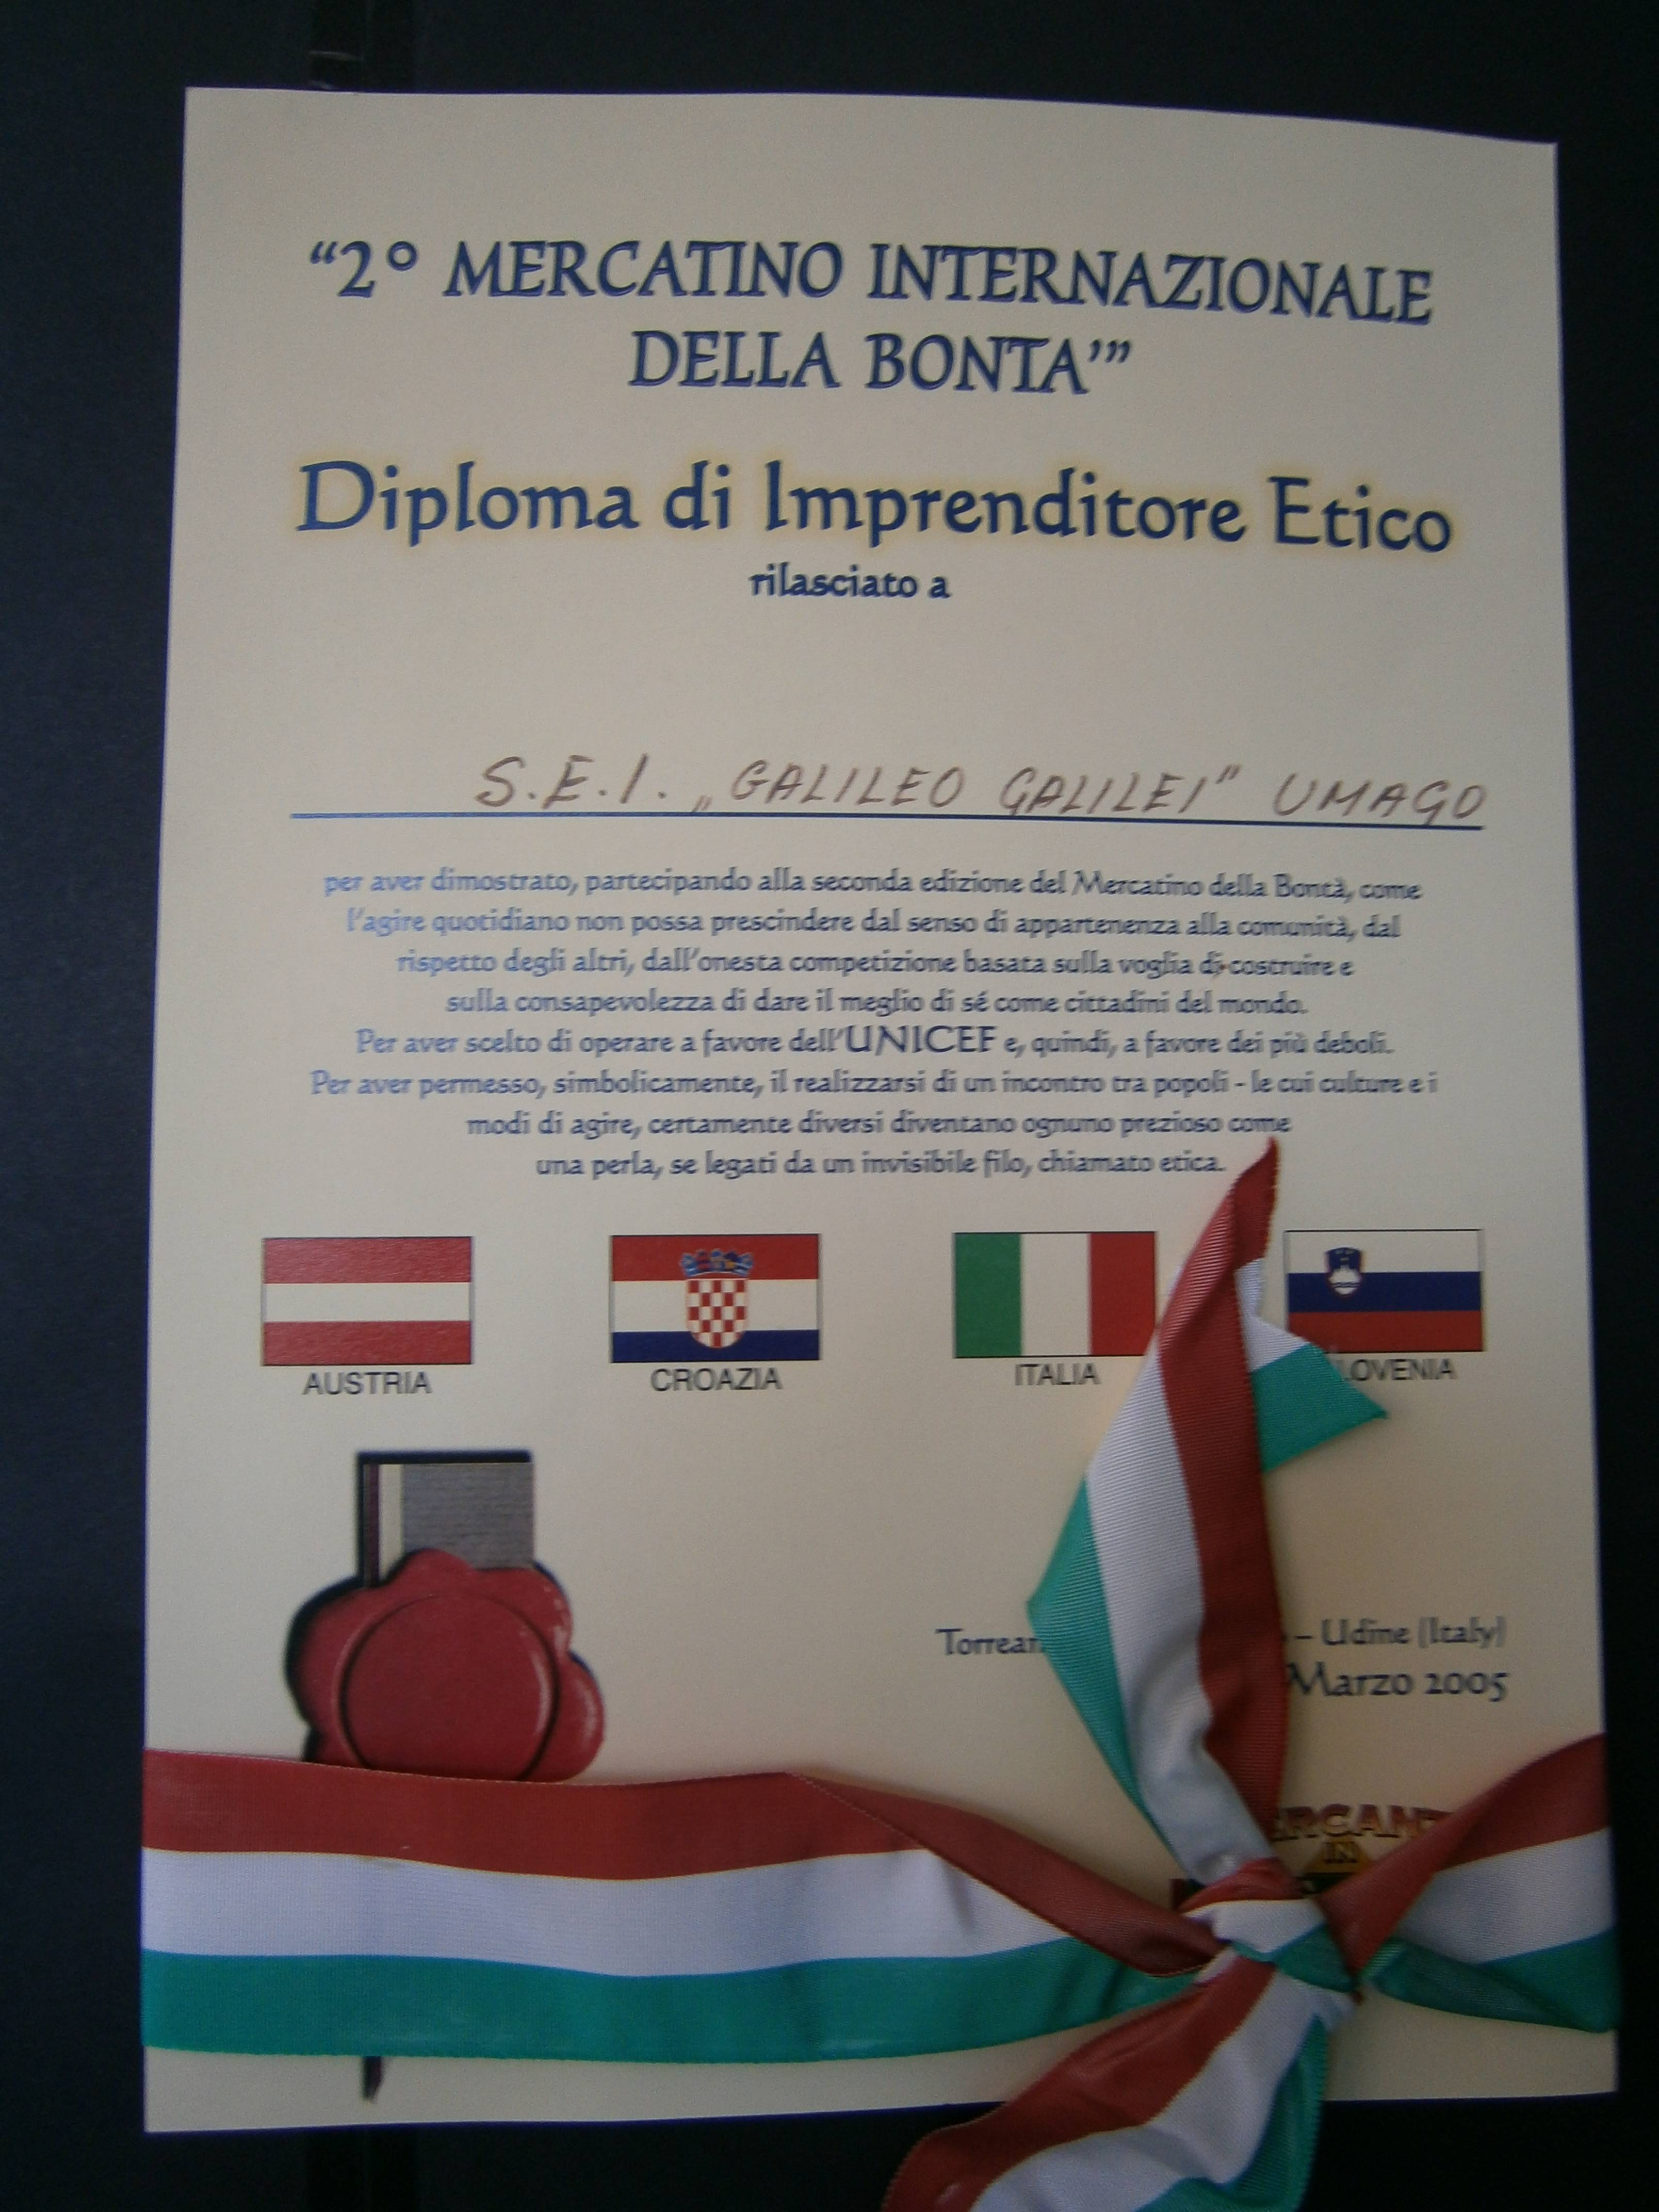 “2° MERCATINO INTERNAZIONALE
DELLA BONTA’”
Diploma di Imprenditore Etico
rilasciato a
S.E.I. „GALILEO GALILEI” UMAGO
per aver dimostrato, partecipando alla seconda edizione del Mercatino della Bontà, come
l'agire quotidiano non possa prescindere dal senso di appartenenza alla comunità, dal
rispetto degli altri, dall'onesta competizione basata sulla voglia di costruire e
sulla consapevolezza di dare il meglio di sé come cittadini del mondo.
Per aver scelto di operare a favore dell'UNICEF e, quindi, a favore dei più deboli.
Per aver permesso, simbolicamente, il realizzarsi di un incontro tra popoli - le cui culture e i
modi di agire, certamente diversi diventano ognuno prezioso come
una perla, se legati da un invisibile filo, chiamato etica.
AUSTRIA
CROAZIA
ITALIA
– Udine (Italy)
Marzo 2005
IN